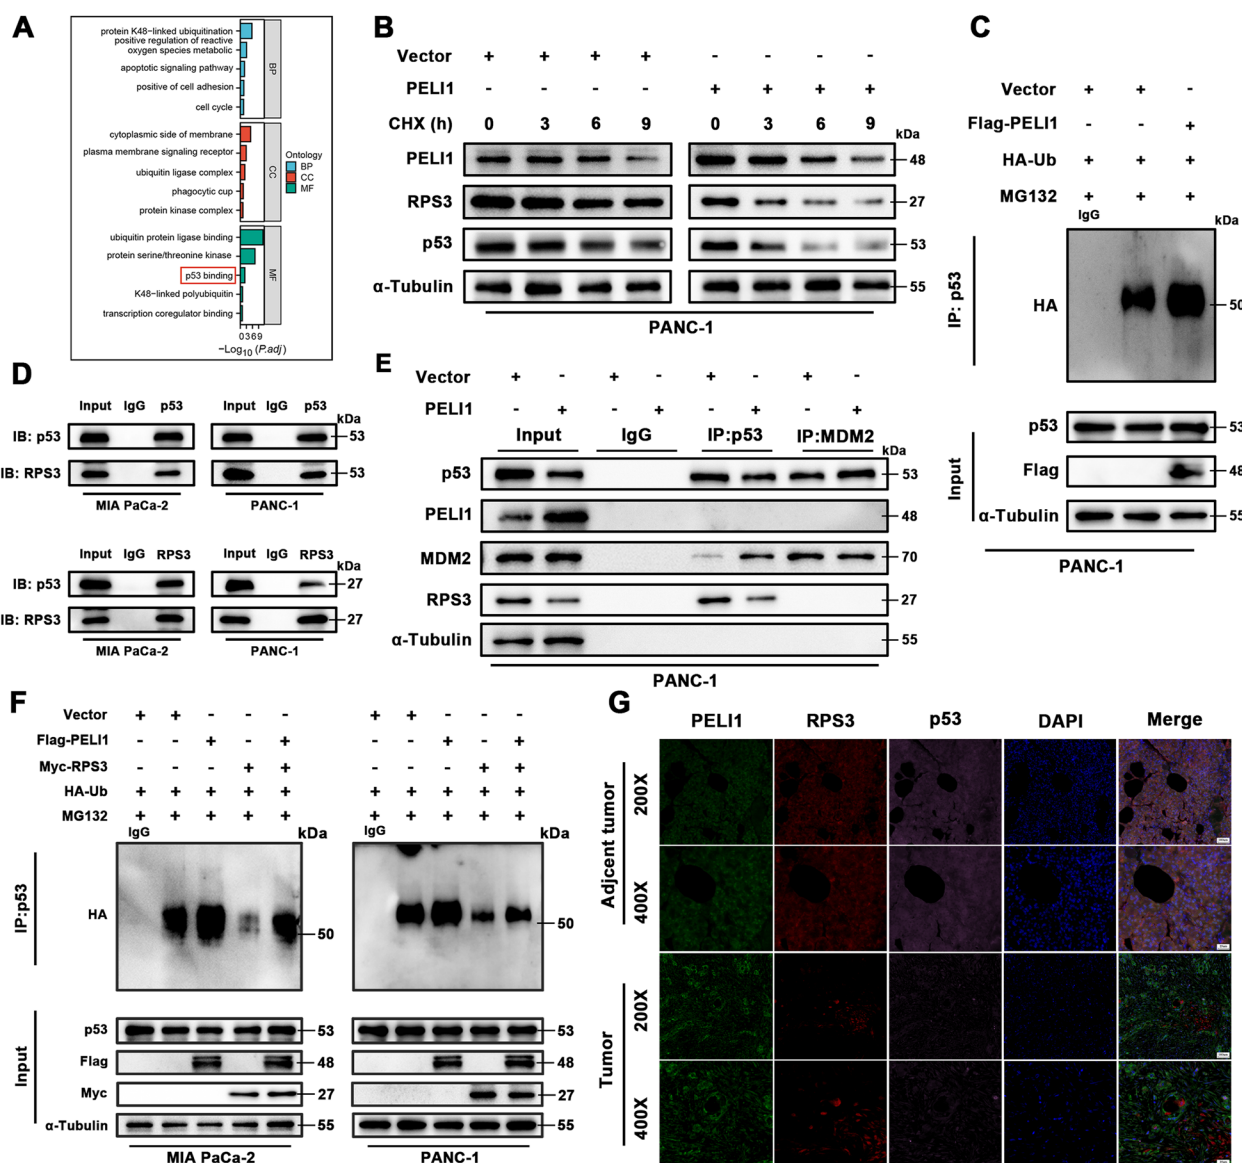 A
protein K48−linked ubiquitination
positive regulation of reactive
oxygen species metabolic
apoptotic signaling pathway
positive of cell adhesion
cell cycle
BP
cytoplasmic side of membrane
plasma membrane signaling receptor
ubiquitin ligase complex
phagocytic cup
protein kinase complex
CC
ubiquitin protein ligase binding
protein serine/threonine kinase
p53 binding
K48−linked polyubiquitin
transcription coregulator binding
MF
0369
−Log10 (P.adj)
Ontology
BP
CC
MF
B
Vector + + + + - - - -
PELI1 - - - - + + + +
CHX (h) 0 3 6 9 0 3 6 9
kDa
PELI1 48
RPS3 27
p53 53
α-Tubulin 55
PANC-1
C
Vector + + -
Flag-PELI1 - - +
HA-Ub + + +
MG132 + + +
IgG
kDa
IP: p53
HA
50
Input
p53 53
Flag 48
α-Tubulin 55
PANC-1
D
Input IgG p53 Input IgG p53
kDa
IB: p53 53
IB: RPS3 53
MIA PaCa-2 PANC-1
Input IgG RPS3 Input IgG RPS3
kDa
IB: p53 27
IB: RPS3 27
MIA PaCa-2 PANC-1
E
Vector + - + - + - + -
PELI1 - + - + - + - +
Input IgG IP:p53 IP:MDM2
kDa
p53 53
PELI1 48
MDM2 70
RPS3 27
α-Tubulin 55
PANC-1
F
Vector + + - - - + + - - -
Flag-PELI1 - - + - + - - + - +
Myc-RPS3 - - - + + - - - + +
HA-Ub + + + + + + + + + +
MG132 + + + + + + + + + +
IgG kDa IgG kDa
IP:p53
HA
50 50
Input
p53 53 53
Flag 48 48
Myc 27 27
α-Tubulin 55 55
MIA PaCa-2 PANC-1
G
PELI1 RPS3 p53 DAPI Merge
Adjcent tumor
200X
400X
Tumor
200X
400X